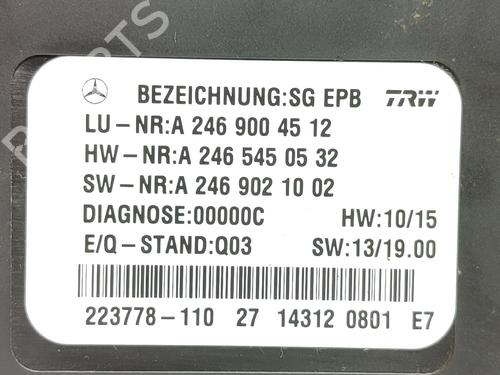 PARTS
BEZEICHNUNG:SG EPB TRW
LU-NR:A 246 900 45 12
HW-NR:A 246 545 05 32
SW-NR:A 246 902 10 02
DIAGNOSE:00000C HW:10/15
E/Q-STAND:Q03 SW:13/19.00
223778-110 27 14312 0801 E7